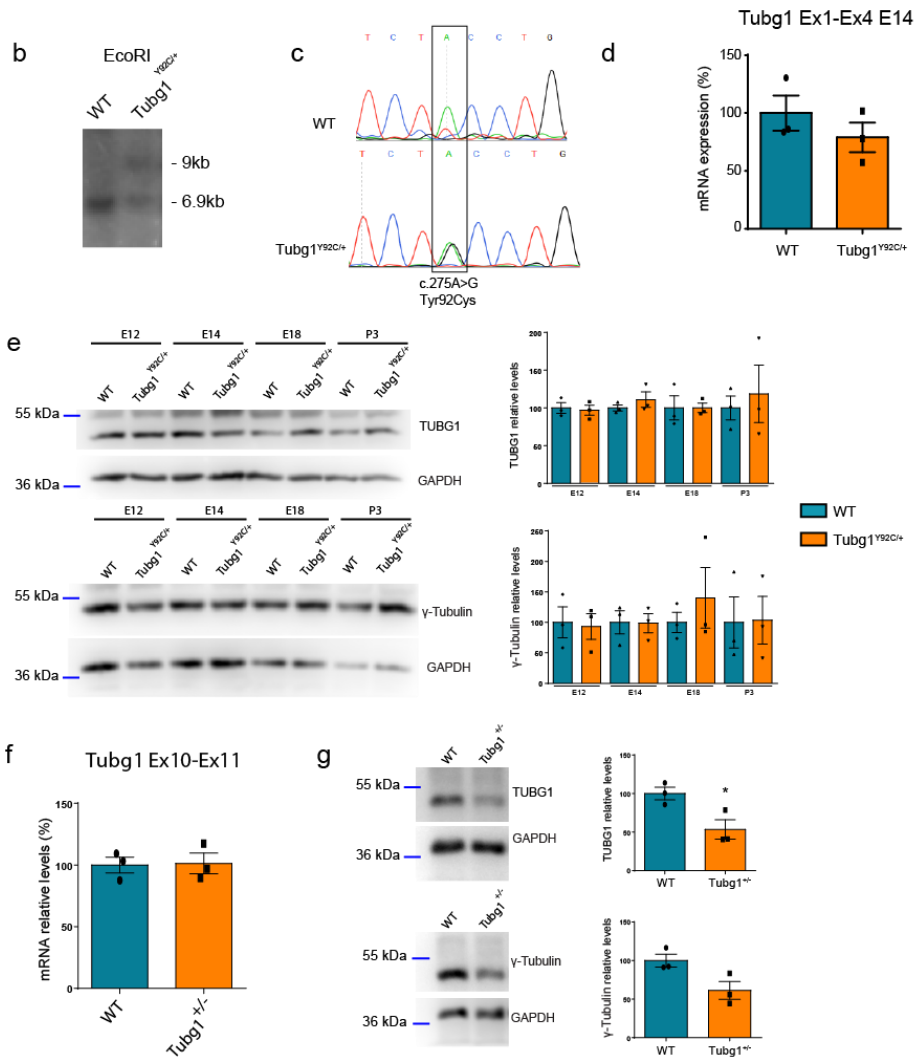 b
EcoRI
WT
Tubg1 Y92C/+
- 9kb
- 6.9kb
c
T C T A C C T G
WT
T C T A C C T G
Tubg1Y92C/+
c.275A>G
Tyr92Cys
d
Tubg1 Ex1-Ex4 E14
mRNA expression (%)
150
100
50
0
WT
Tubg1Y92C/+
e
E12 E14 E18 P3
WT Tubg1Y92C/+ WT Tubg1Y92C/+ WT Tubg1Y92C/+ WT Tubg1Y92C/+
55 kDa
TUBG1
36 kDa
GAPDH
E12 E14 E18 P3
WT Tubg1Y92C/+ WT Tubg1Y92C/+ WT Tubg1Y92C/+ WT Tubg1Y92C/+
55 kDa
γ-Tubulin
36 kDa
GAPDH
TUBG1 relative levels
200
150
100
50
0
E12 E14 E18 P3
WT
Tubg1Y92C/+
γ-Tubulin relative levels
250
200
150
100
50
0
E12 E14 E18 P3
f
Tubg1 Ex10-Ex11
mRNA relative levels (%)
150
100
50
0
WT
Tubg1 +/-
g
WT Tubg1 +/-
55 kDa
TUBG1
36 kDa
GAPDH
WT Tubg1 +/-
55 kDa
γ-Tubulin
36 kDa
GAPDH
TUBG1 relative levels
150
100
50
0
*
WT
Tubg1+/-
γ-Tubulin relative levels
150
100
50
0
WT
Tubg1+/-